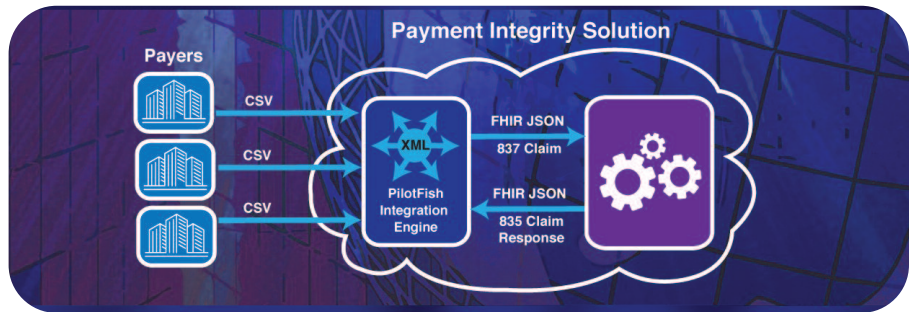 Payment Integrity Solution
Payers
CSV
CSV
CSV
XML
PilotFish
Integration
Engine
FHIR JSON
837 Claim
FHIR JSON
835 Claim
Response